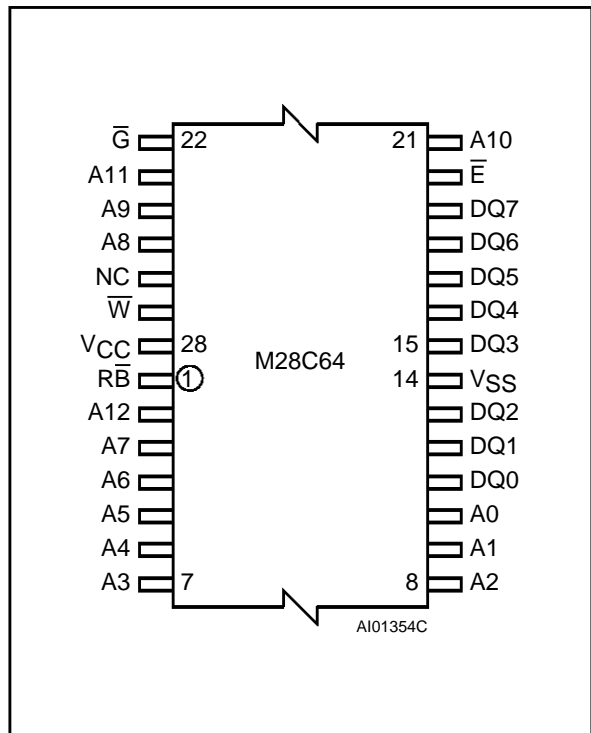 G̅ 22 21 A10
A11 E̅
A9 DQ7
A8 DQ6
NC DQ5
W̅ DQ4
VCC 28 M28C64 15 DQ3
RB̅ 1 14 VSS
A12 DQ2
A7 DQ1
A6 DQ0
A5 A0
A4 A1
A3 7 8 A2
AI01354C